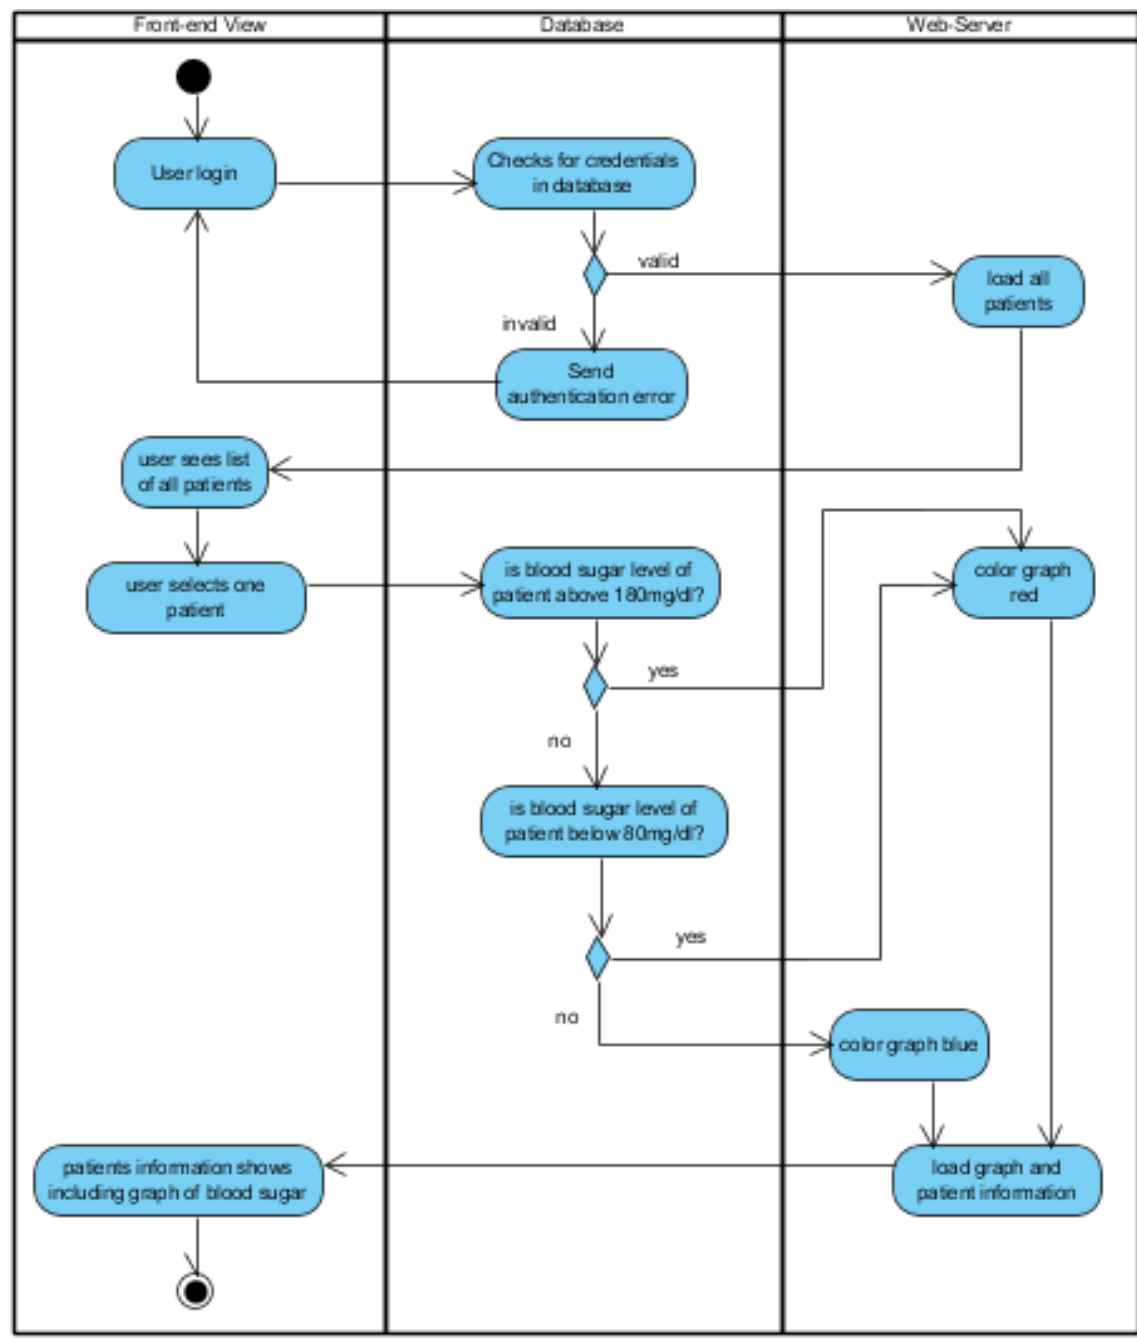 Front-end View
Database
Web-Server
User login
Checks for credentials
in database
valid
load all
patients
invalid
Send
authentication error
user sees list
of all patients
user selects one
patient
is blood sugar level of
patient above 180mg/dl?
color graph
red
yes
no
is blood sugar level of
patient below 80mg/dl?
yes
no
color graph blue
patients information shows
including graph of blood sugar
load graph and
patient information